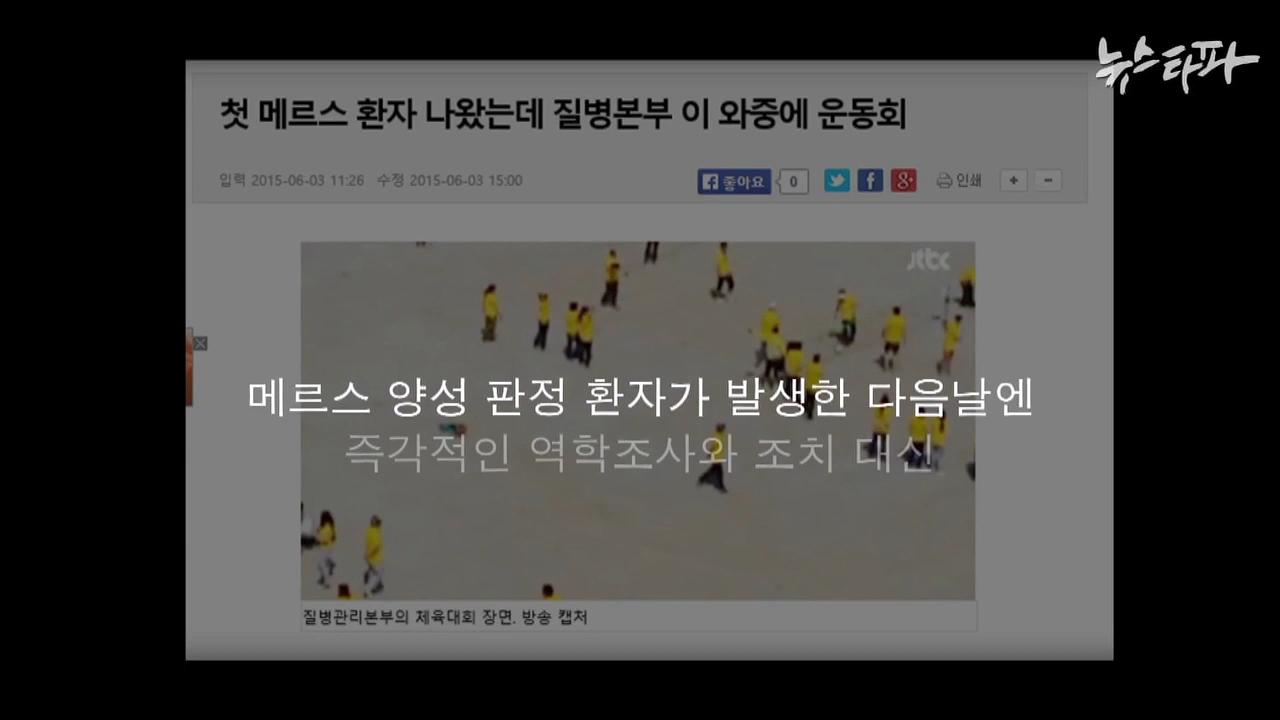 뉴스타파
첫 메르스 환자 나왔는데 질병본부 이 와중에 운동회
입력 2015-06-03 11:26 수정 2015-06-03 15:00
좋아요 0
인쇄
jtbc
메르스 양성 판정 환자가 발생한 다음날엔
즉각적인 역학조사와 조치 대신
질병관리본부의 체육대회 장면. 방송 캡처